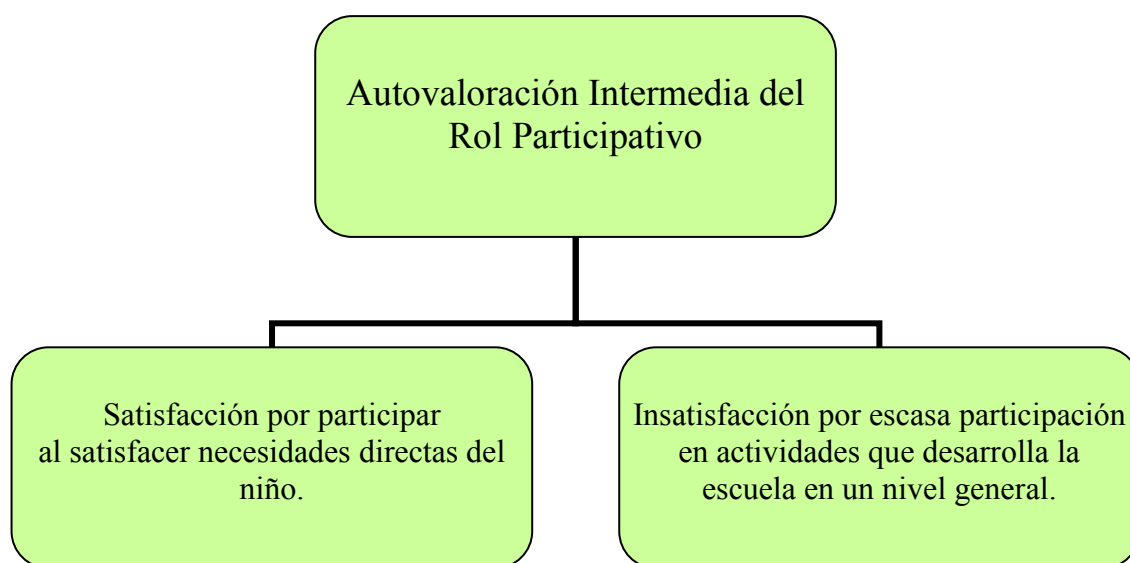 Autovaloración Intermedia del
Rol Participativo
Satisfacción por participar
al satisfacer necesidades directas del
niño.
Insatisfacción por escasa participación
en actividades que desarrolla la
escuela en un nivel general.